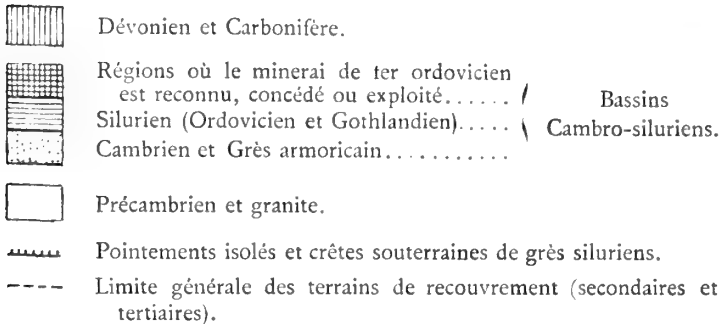 Dévonien et Carbonifère.
Régions où le minerai de ter ordovicien
est reconnu, concédé ou exploité......
Silurien (Ordovicien et Gothlandien).....
Cambrien et Grès armoricain...........
Bassins
Cambro-siluriens.
Précambrien et granite.
Pointements isolés et crêtes souterraines de grès siluriens.
Limite générale des terrains de recouvrement (secondaires et
tertiaires).